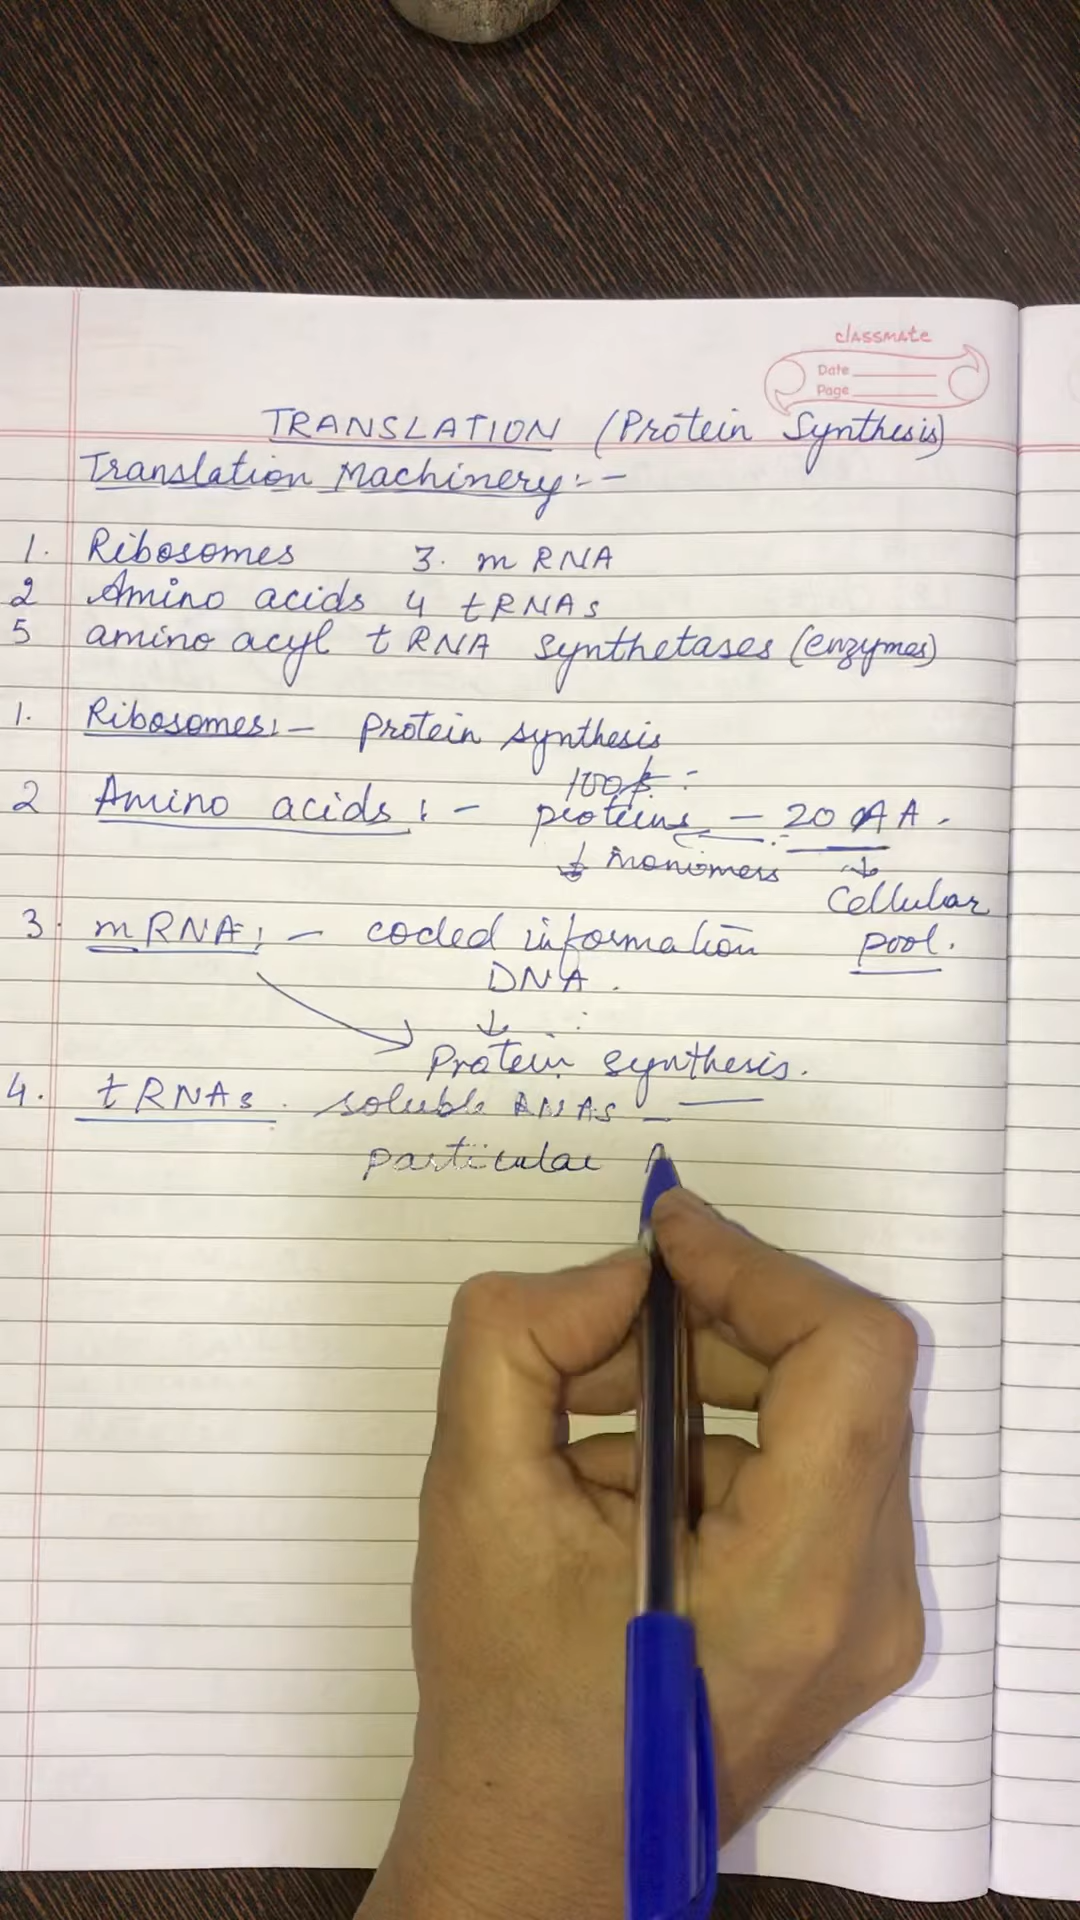 classmate
Date
Page
TRANSLATION (Protein Synthesis)
Translation Machinery:-
1. Ribosomes 3. mRNA
2 Amino acids 4 tRNAs
5 amino acyl tRNA synthetases (enzymes)
1. Ribosomes:- Protein synthesis
2 Amino acids:- proteins - 20 AA.
↓ monomers ↓
Cellular
3. mRNA:- coded information pool.
DNA.
↓
Protein synthesis.
4. tRNAs. soluble RNAs -
particular A